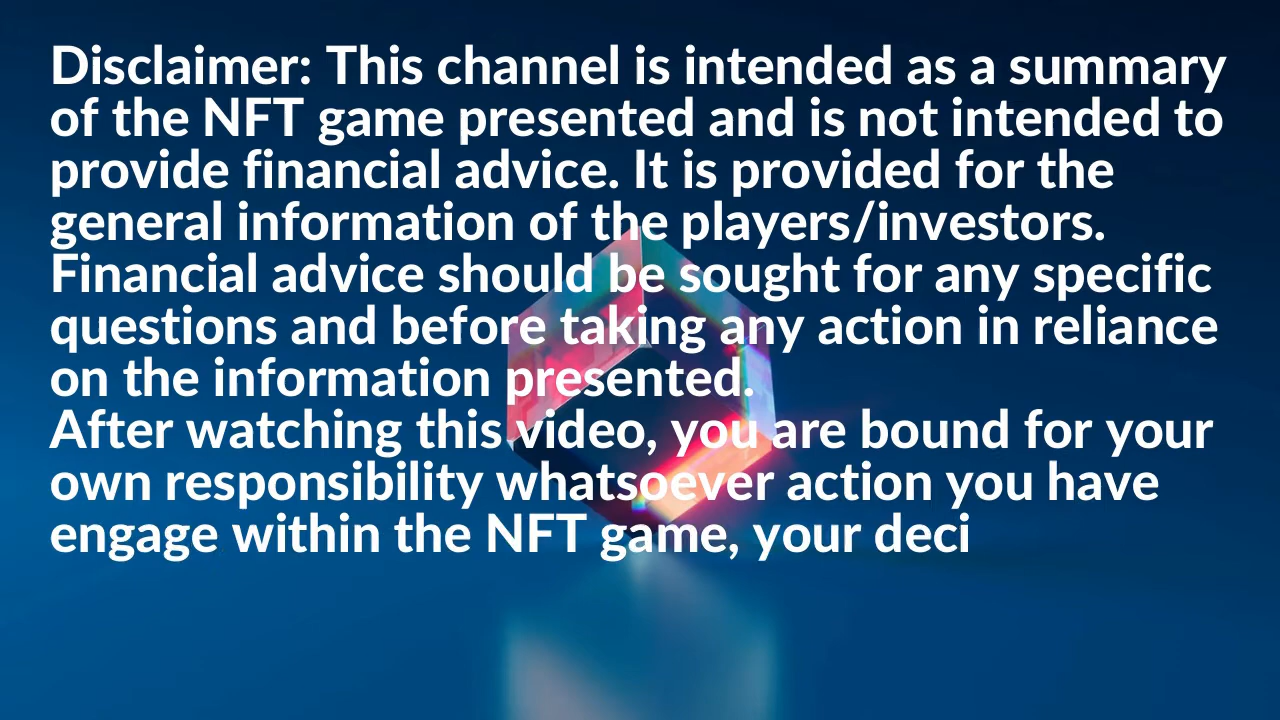 Disclaimer: This channel is intended as a summary
of the NFT game presented and is not intended to
provide financial advice. It is provided for the
general information of the players/investors.
Financial advice should be sought for any specific
questions and before taking any action in reliance
on the information presented.
After watching this video, you are bound for your
own responsibility whatsoever action you have
engage within the NFT game, your deci